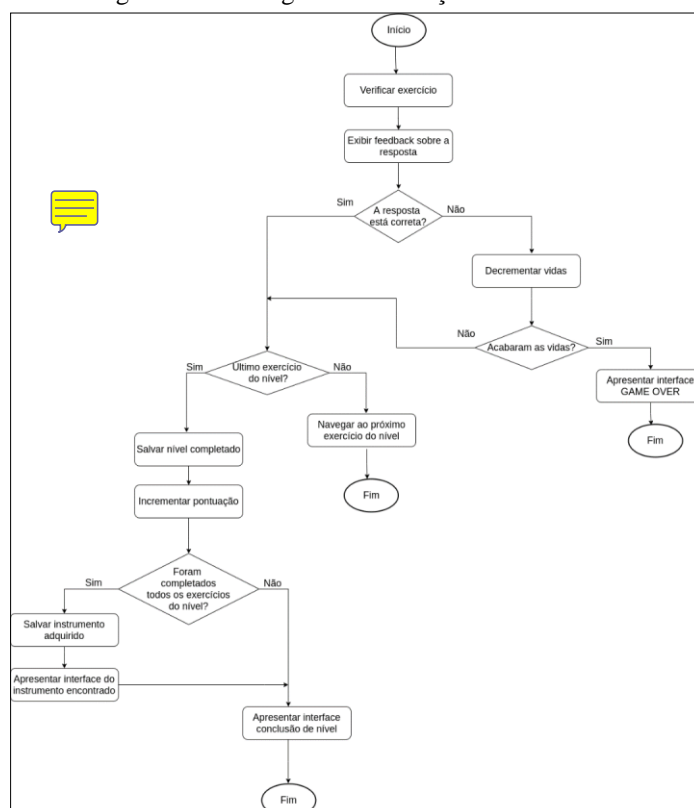 Início
Verificar exercício
Exibir feedback sobre a
resposta
A resposta
está correta?
Sim
Não
Decrementar vidas
Acabaram as vidas?
Não
Sim
Apresentar interface
GAME OVER
Fim
Último exercício
do nível?
Sim
Não
Navegar ao próximo
exercício do nível
Fim
Salvar nível completado
Incrementar pontuação
Foram
completados
todos os exercícios
do nível?
Sim
Não
Salvar instrumento
adquirido
Apresentar interface do
instrumento encontrado
Apresentar interface
conclusão de nível
Fim